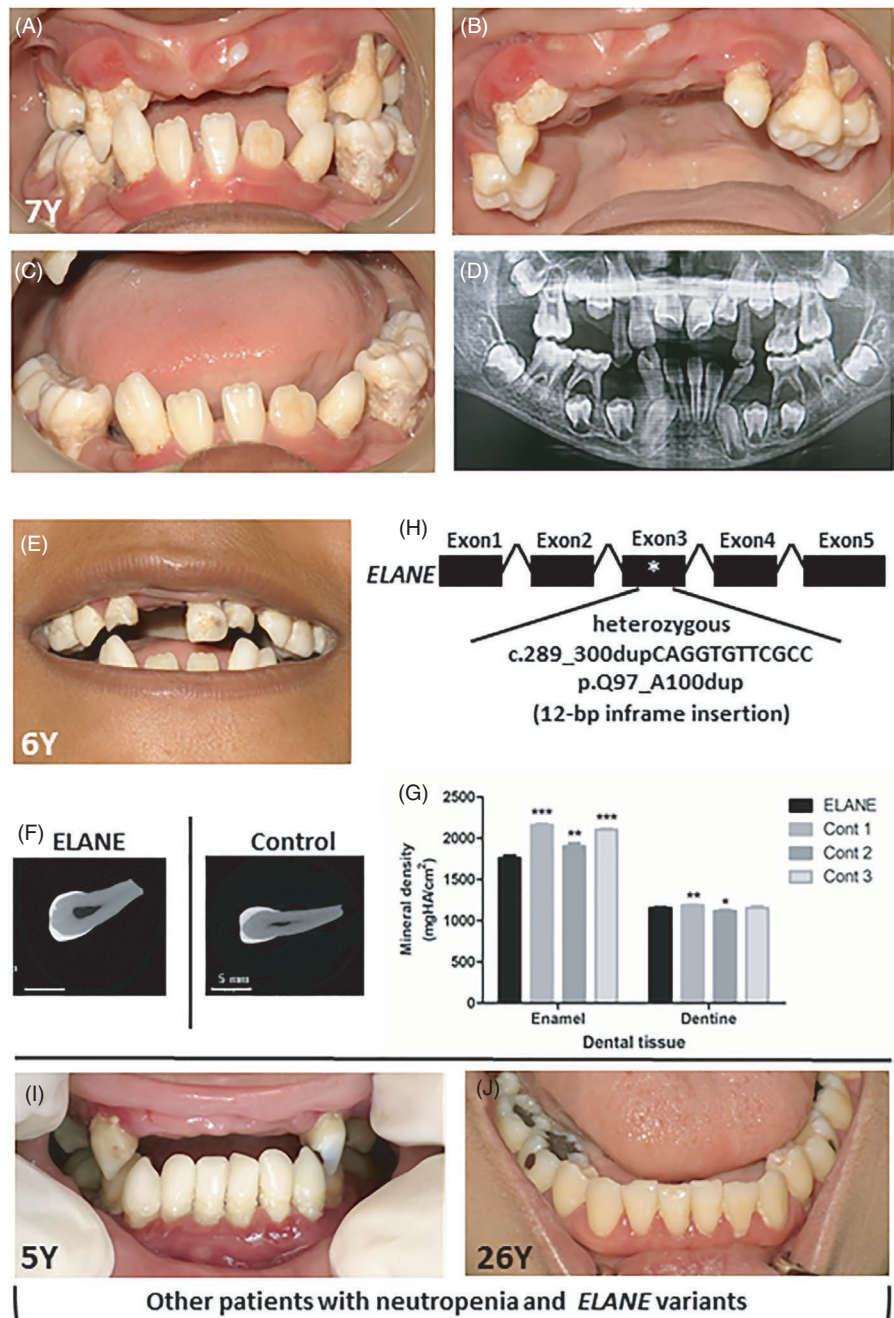 (A)
7Y
(B)
(C)
(D)
(E)
6Y
(H)
Exon1 Exon2 Exon3 Exon4 Exon5
ELANE
*
heterozygous
c.289_300dupCAGGTGTTCGCC
p.Q97_A100dup
(12-bp inframe insertion)
(F)
ELANE
Control
5 mm
(G)
Mineral density
(mgHA/cm²)
2500
2000
1500
1000
500
0
*** ** ***
** *
Enamel Dentine
Dental tissue
ELANE
Cont 1
Cont 2
Cont 3
(I)
5Y
(J)
26Y
Other patients with neutropenia and ELANE variants